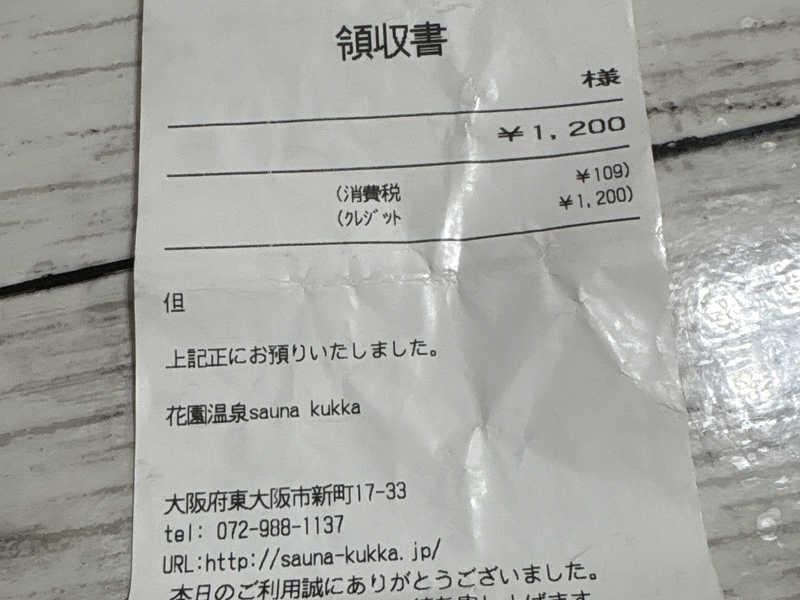 領収書
様
¥1,200
(消費税 ¥109)
(ｸﾚｼﾞｯﾄ ¥1,200)
但
上記正にお預りいたしました。
花園温泉sauna kukka
大阪府東大阪市新町17-33
tel: 072-988-1137
URL:http://sauna-kukka.jp/
本日のご利用誠にありがとうございました。